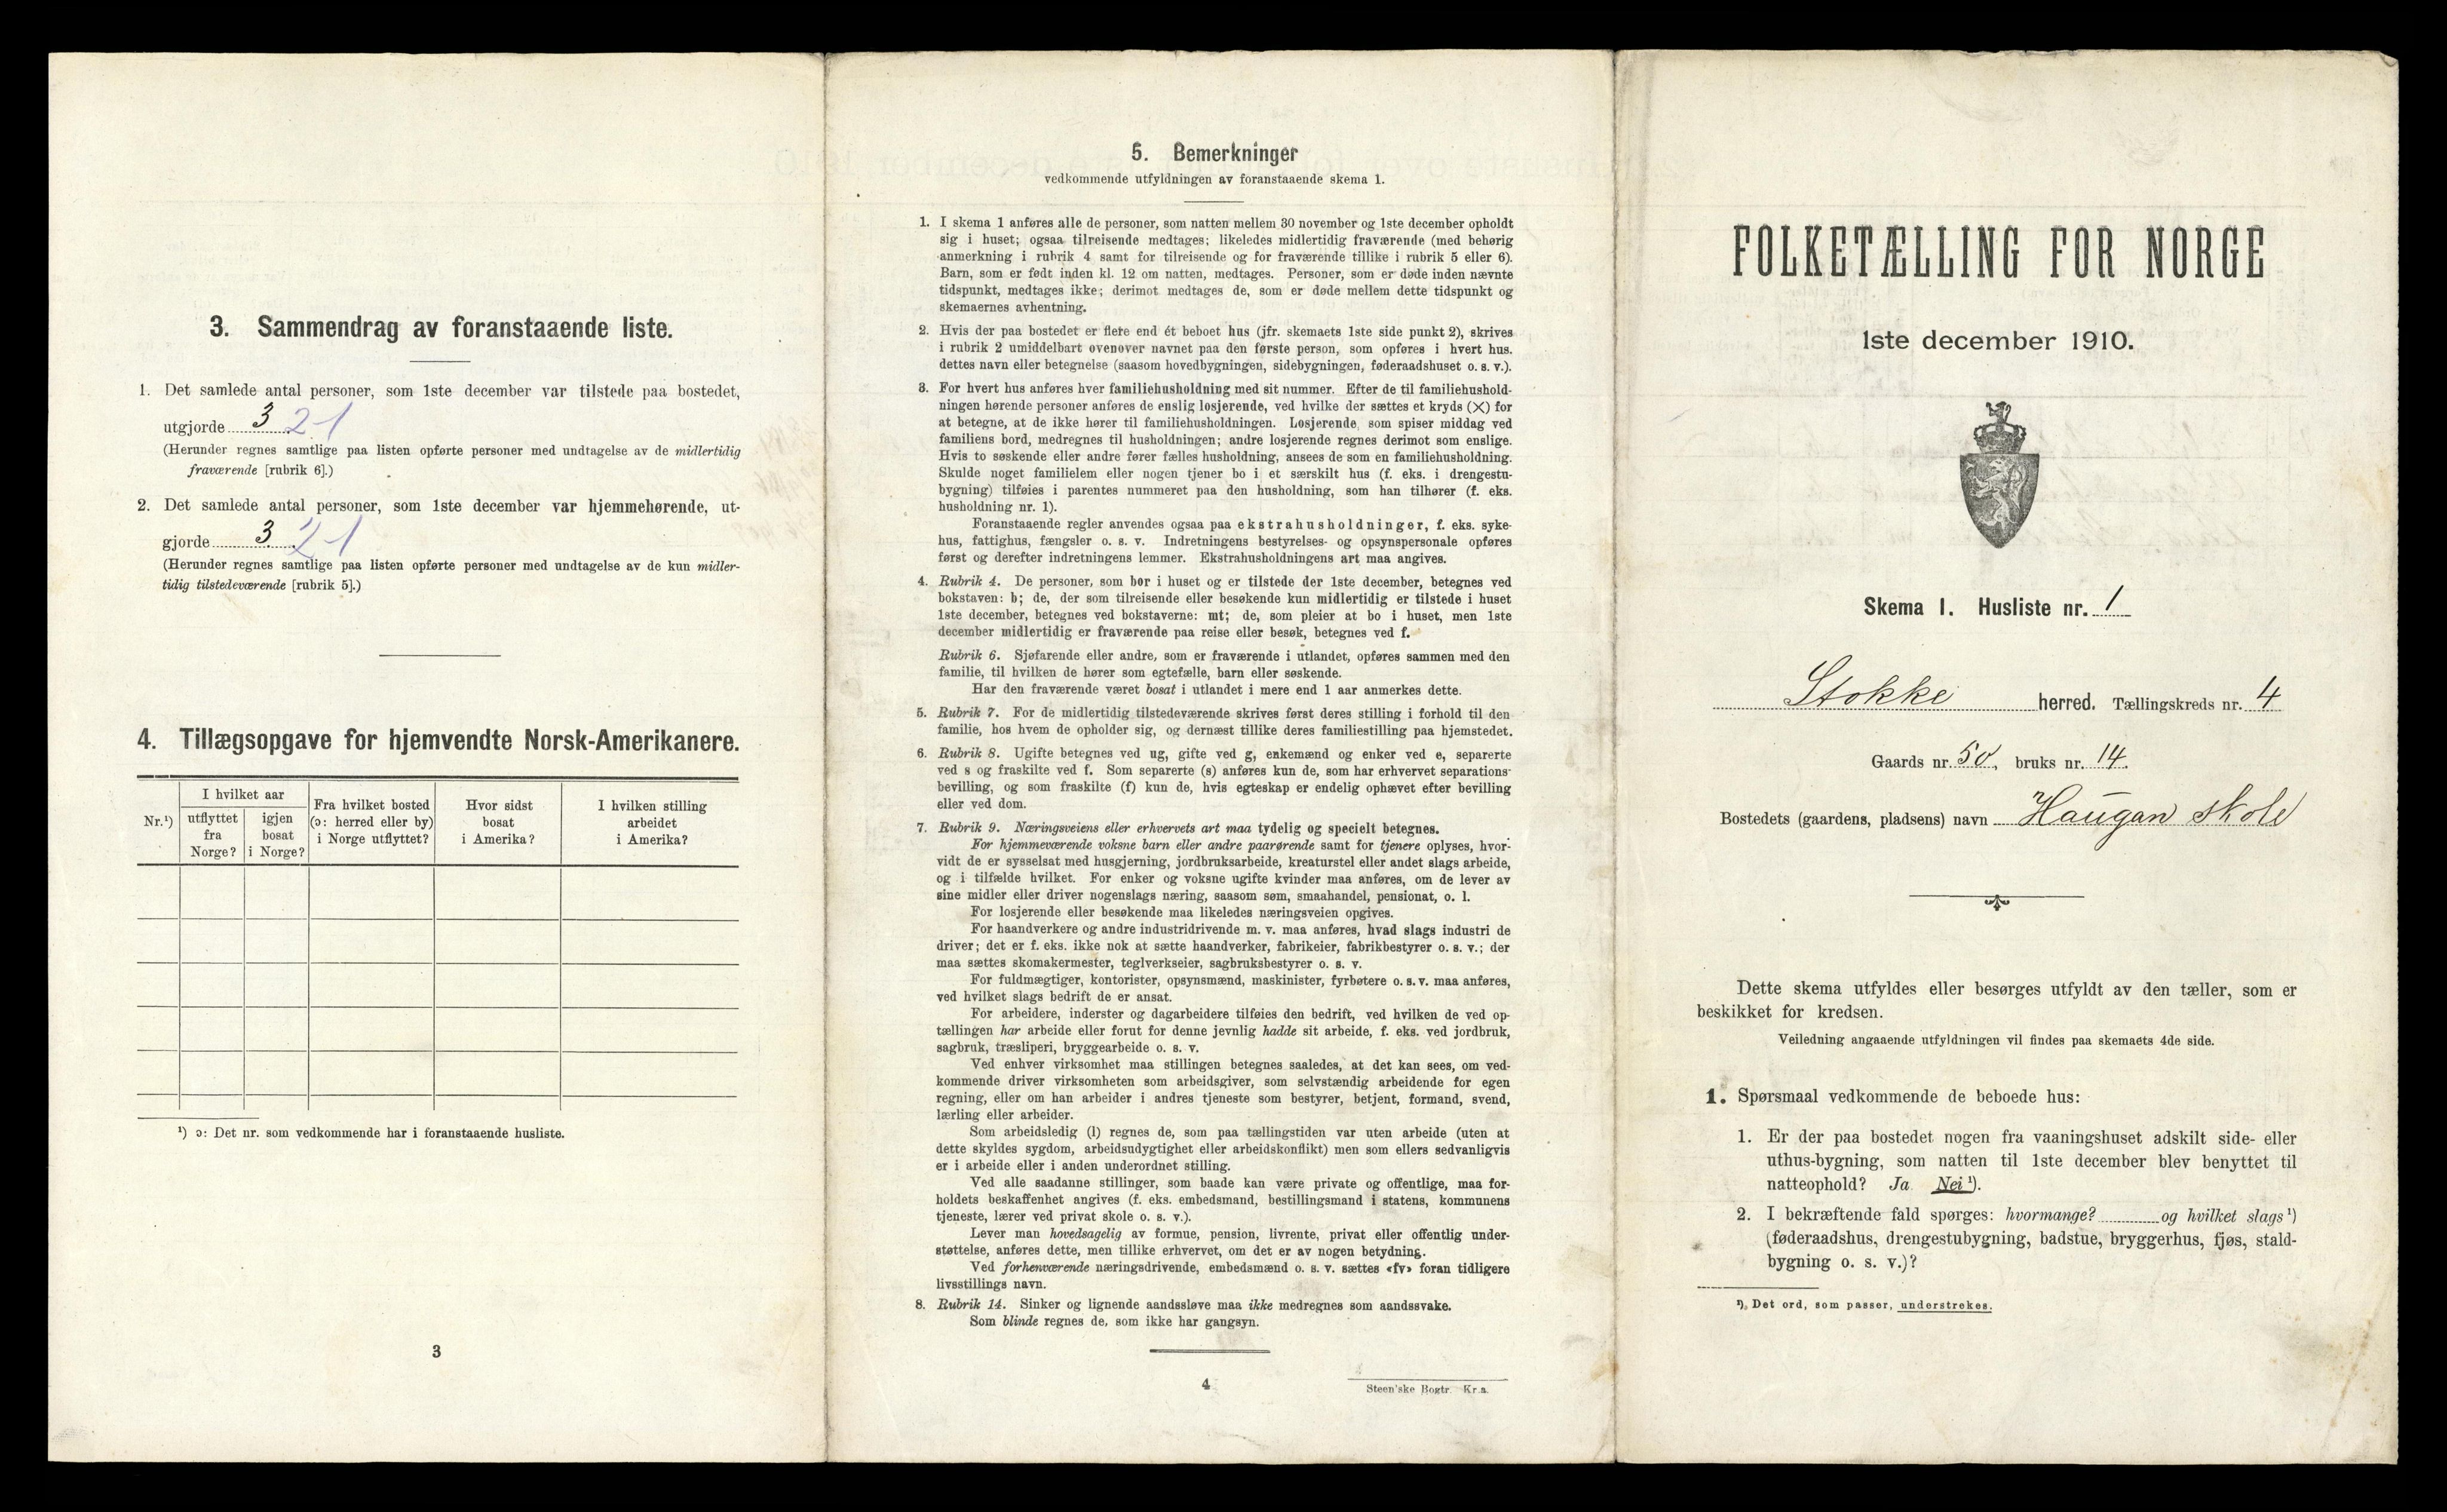 3. Sammendrag av foranstaaende liste.
1. Det samlede antal personer, som 1ste december var tilstede paa bostedet,
utgjorde 3 2-1
(Herunder regnes samtlige paa listen opførte personer med undtagelse av de midlertidig
fraværende [rubrik 6].)
2. Det samlede antal personer, som 1ste december var hjemmehørende, ut-
gjorde 3 2-1
(Herunder regnes samtlige paa listen opførte personer med undtagelse av de kun midler-
tidig tilstedeværende [rubrik 5].)
4. Tillægsopgave for hjemvendte Norsk-Amerikanere.
Nr.¹)
I hvilket aar
utflyttet
fra
Norge?
igjen
bosat
i Norge?
Fra hvilket bosted
(ɔ: herred eller by)
i Norge utflyttet?
Hvor sidst
bosat
i Amerika?
I hvilken stilling
arbeidet
i Amerika?
¹) ɔ: Det nr. som vedkommende har i foranstaaende husliste.
3
5. Bemerkninger
vedkommende utfyldningen av foranstaaende skema 1.
1. I skema 1 anføres alle de personer, som natten mellem 30 november og 1ste december opholdt
sig i huset; ogsaa tilreisende medtages; likeledes midlertidig fraværende (med behørig
anmerkning i rubrik 4 samt for tilreisende og for fraværende tillike i rubrik 5 eller 6).
Barn, som er født inden kl. 12 om natten, medtages. Personer, som er døde inden nævnte
tidspunkt, medtages ikke; derimot medtages de, som er døde mellem dette tidspunkt og
skemaernes avhentning.
2. Hvis der paa bostedet er flere end ét beboet hus (jfr. skemaets 1ste side punkt 2), skrives
i rubrik 2 umiddelbart ovenover navnet paa den første person, som opføres i hvert hus.
dettes navn eller betegnelse (saasom hovedbygningen, sidebygningen, føderaadshuset o. s. v.).
3. For hvert hus anføres hver familiehusholdning med sit nummer. Efter de til familiehushold-
ningen hørende personer anføres de enslig losjerende, ved hvilke der sættes et kryds (×) for
at betegne, at de ikke hører til familiehusholdningen. Losjerende, som spiser middag ved
familiens bord, medregnes til husholdningen; andre losjerende regnes derimot som enslige.
Hvis to søskende eller andre fører fælles husholdning, ansees de som en familiehusholdning.
Skulde noget familielem eller nogen tjener bo i et særskilt hus (f. eks. i drengestu-
bygning) tilføies i parentes nummeret paa den husholdning, som han tilhører (f. eks.
husholdning nr. 1).
Foranstaaende regler anvendes ogsaa paa ekstrahusholdninger, f. eks. syke-
hus, fattighus, fængsler o. s. v. Indretningens bestyrelses- og opsynspersonale opføres
først og derefter indretningens lemmer. Ekstrahusholdningens art maa angives.
4. Rubrik 4. De personer, som bor i huset og er tilstede der 1ste december, betegnes ved
bokstaven: b; de, der som tilreisende eller besøkende kun midlertidig er tilstede i huset
1ste december, betegnes ved bokstaverne: mt; de, som pleier at bo i huset, men 1ste
december midlertidig er fraværende paa reise eller besøk, betegnes ved f.
Rubrik 6. Sjøfarende eller andre, som er fraværende i utlandet, opføres sammen med den
familie, til hvilken de hører som egtefælle, barn eller søskende.
Har den fraværende været bosat i utlandet i mere end 1 aar anmerkes dette.
5. Rubrik 7. For de midlertidig tilstedeværende skrives først deres stilling i forhold til den
familie, hos hvem de opholder sig, og dernæst tillike deres familiestilling paa hjemstedet.
6. Rubrik 8. Ugifte betegnes ved ug, gifte ved g, enkemænd og enker ved e, separerte
ved s og fraskilte ved f. Som separerte (s) anføres kun de, som har erhvervet separations-
bevilling, og som fraskilte (f) kun de, hvis egteskap er endelig ophævet efter bevilling
eller ved dom.
7. Rubrik 9. Næringsveiens eller erhvervets art maa tydelig og specielt betegnes.
For hjemmeværende voksne barn eller andre paarørende samt for tjenere oplyses, hvor-
vidt de er sysselsat med husgjerning, jordbruksarbeide, kreaturstel eller andet slags arbeide,
og i tilfælde hvilket. For enker og voksne ugifte kvinder maa anføres, om de lever av
sine midler eller driver nogenslags næring, saasom søm, smaahandel, pensionat, o. l.
For losjerende eller besøkende maa likeledes næringsveien opgives.
For haandverkere og andre industridrivende m. v. maa anføres, hvad slags industri de
driver; det er f. eks. ikke nok at sætte haandverker, fabrikeier, fabrikbestyrer o. s. v.; der
maa sættes skomakermester, teglverkseier, sagbruksbestyrer o. s. v.
For fuldmægtiger, kontorister, opsynsmænd, maskinister, fyrbøtere o. s. v. maa anføres,
ved hvilket slags bedrift de er ansat.
For arbeidere, inderster og dagarbeidere tilføies den bedrift, ved hvilken de ved op-
tællingen har arbeide eller forut for denne jevnlig hadde sit arbeide, f. eks. ved jordbruk,
sagbruk, træsliperi, bryggearbeide o. s. v.
Ved enhver virksomhet maa stillingen betegnes saaledes, at det kan sees, om ved-
kommende driver virksomheten som arbeidsgiver, som selvstændig arbeidende for egen
regning, eller om han arbeider i andres tjeneste som bestyrer, betjent, formand, svend,
lærling eller arbeider.
Som arbeidsledig (l) regnes de, som paa tællingstiden var uten arbeide (uten at
dette skyldes sygdom, arbeidsudygtighet eller arbeidskonflikt) men som ellers sedvanligvis
er i arbeide eller i anden underordnet stilling.
Ved alle saadanne stillinger, som baade kan være private og offentlige, maa for-
holdets beskaffenhet angives (f. eks. embedsmand, bestillingsmand i statens, kommunens
tjeneste, lærer ved privat skole o. s. v.).
Lever man hovedsagelig av formue, pension, livrente, privat eller offentlig under-
støttelse, anføres dette, men tillike erhvervet, om det er av nogen betydning.
Ved forhenværende næringsdrivende, embedsmænd o. s. v. sættes «fv» foran tidligere
livsstillings navn.
8. Rubrik 14. Sinker og lignende aandssløve maa ikke medregnes som aandssvake.
Som blinde regnes de, som ikke har gangsyn.
4
Steen'ske Bogtr. Kr.a.
FOLKETÆLLING FOR NORGE
1ste december 1910.
Skema I. Husliste nr. 1
Stokke herred. Tællingskreds nr. 4
Gaards nr. 50, bruks nr. 14.
Bostedets (gaardens, pladsens) navn Haugan skole
Dette skema utfyldes eller besørges utfyldt av den tæller, som er
beskikket for kredsen.
Veiledning angaaende utfyldningen vil findes paa skemaets 4de side.
1. Spørsmaal vedkommende de beboede hus:
1. Er der paa bostedet nogen fra vaaningshuset adskilt side- eller
uthus-bygning, som natten til 1ste december blev benyttet til
natteophold? Ja Nei¹).
2. I bekræftende fald spørges: hvormange? og hvilket slags¹)
(føderaadshus, drengestubygning, badstue, bryggerhus, fjøs, stald-
bygning o. s. v.)?
¹). Det ord, som passer, understrekes.